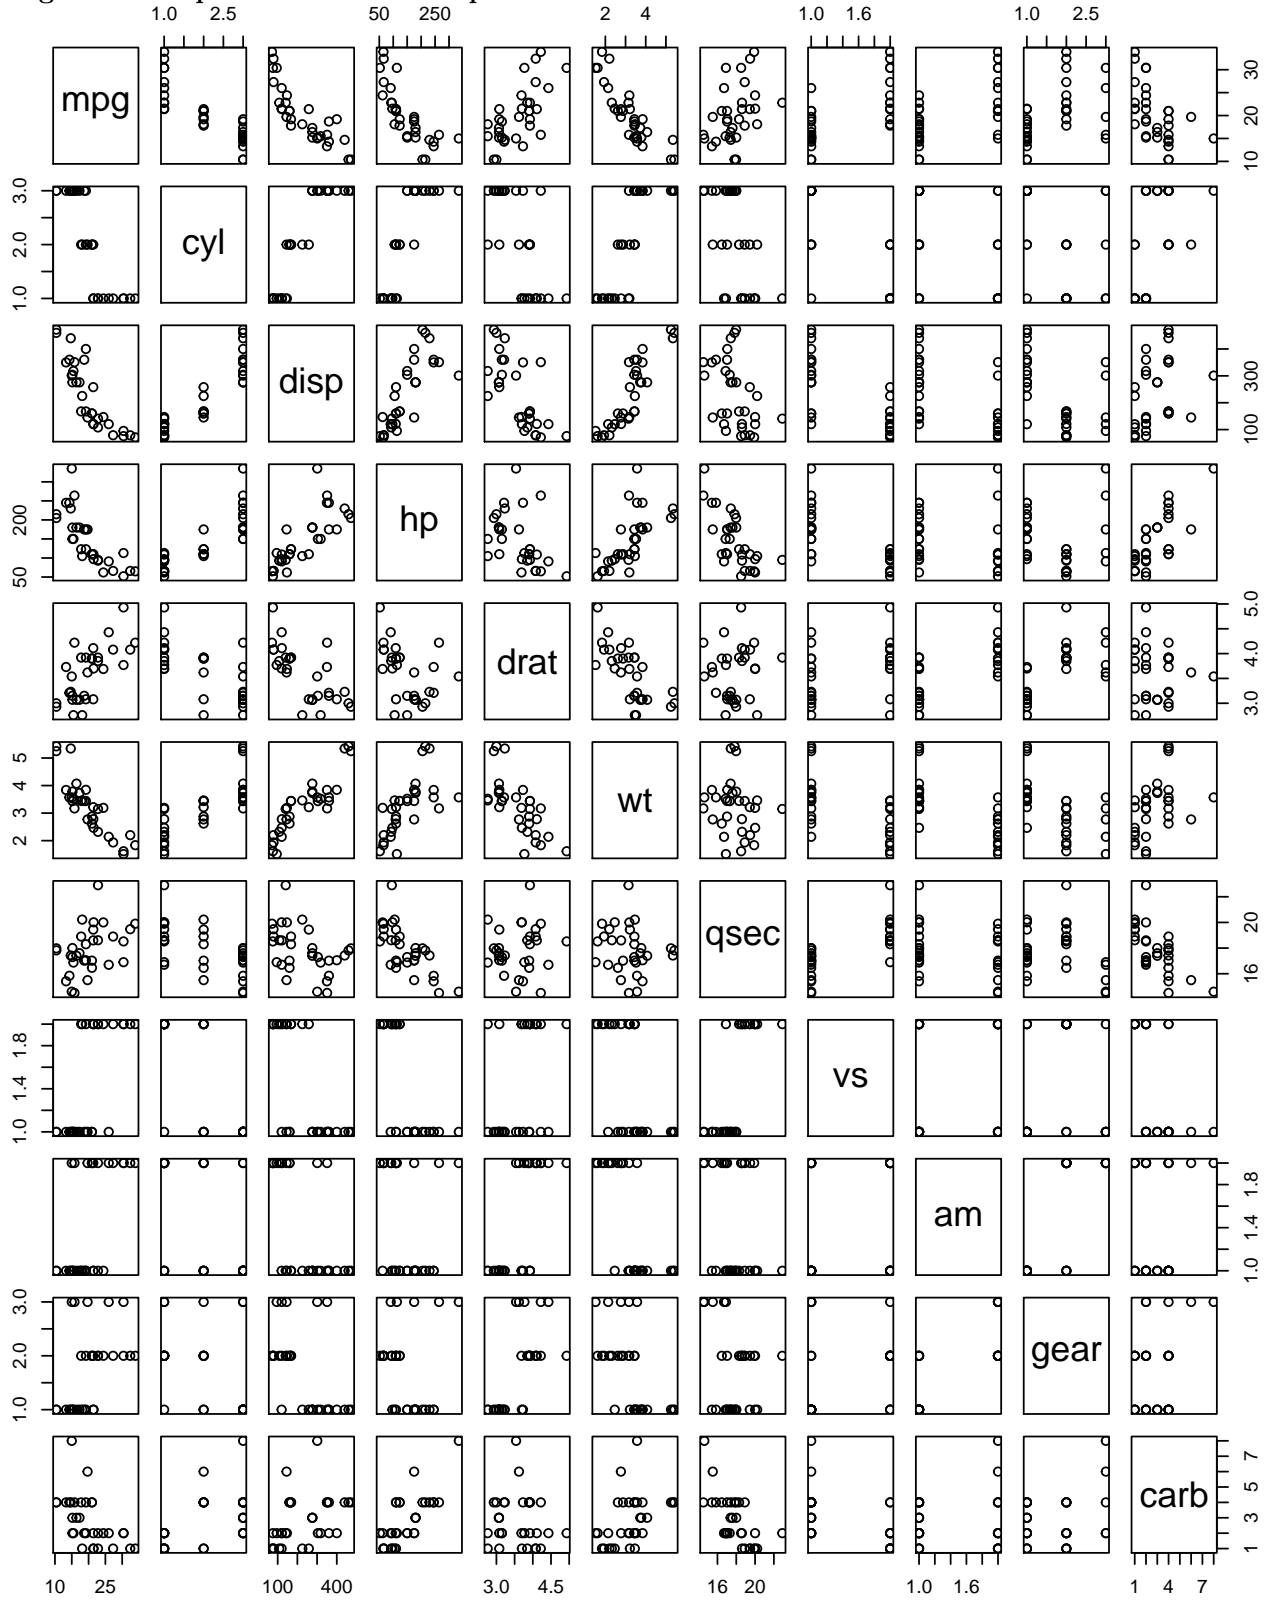 1.0 2.5 50 250 2 4 1.0 1.6 1.0 2.5
mpg 10 20 30
1.0 2.0 3.0 cyl
disp 100 300
50 200 hp
drat 3.0 4.0 5.0
2 3 4 5 wt
qsec 16 20
1.0 1.4 1.8 vs
am 1.0 1.4 1.8
1.0 2.0 3.0 gear
carb 1 3 5 7
10 25 100 400 3.0 4.5 16 20 1.0 1.6 1 4 7